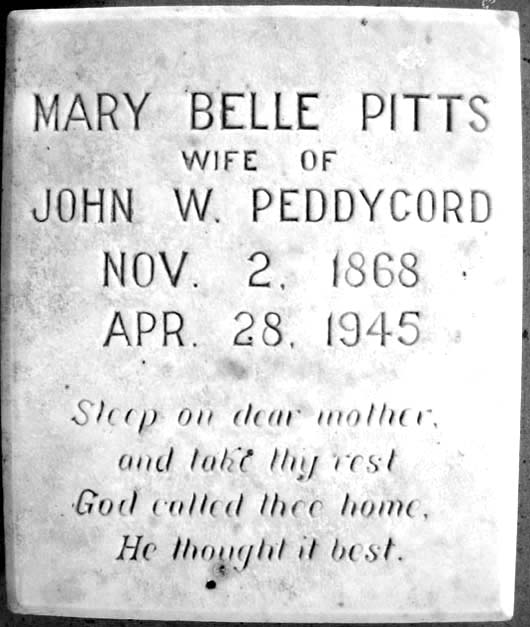 MARY BELLE PITTS
WIFE OF
JOHN W. PEDDYCORD
NOV. 2, 1868
APR. 28, 1945
Sleep on dear mother,
and take thy rest
God called thee home,
He thought it best.